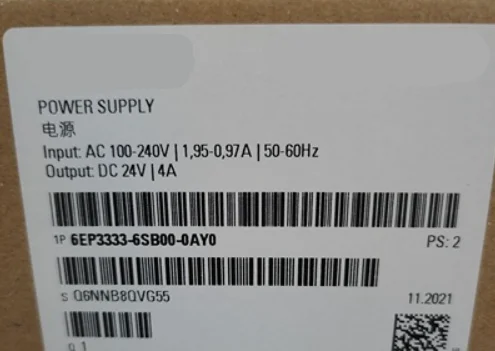 POWER SUPPLY
电源
Input: AC 100-240V | 1,95-0,97A | 50-60Hz
Output: DC 24V | 4A
1P 6EP3333-6SB00-0AY0 PS: 2
S Q6NNB8QVG55
11.2021
Q 1